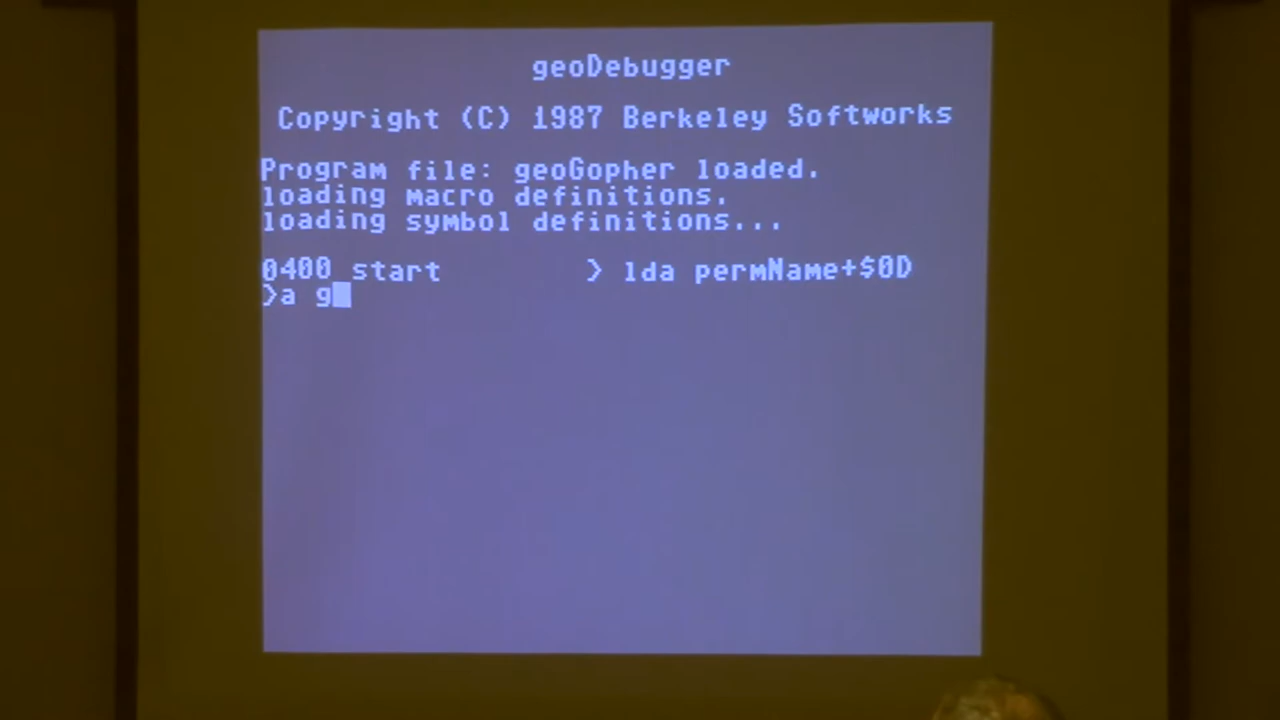 geoDebugger
Copyright (C) 1987 Berkeley Softworks
Program file: geoGopher loaded.
loading macro definitions.
loading symbol definitions...
0400 start > lda permName+$0D
>a g